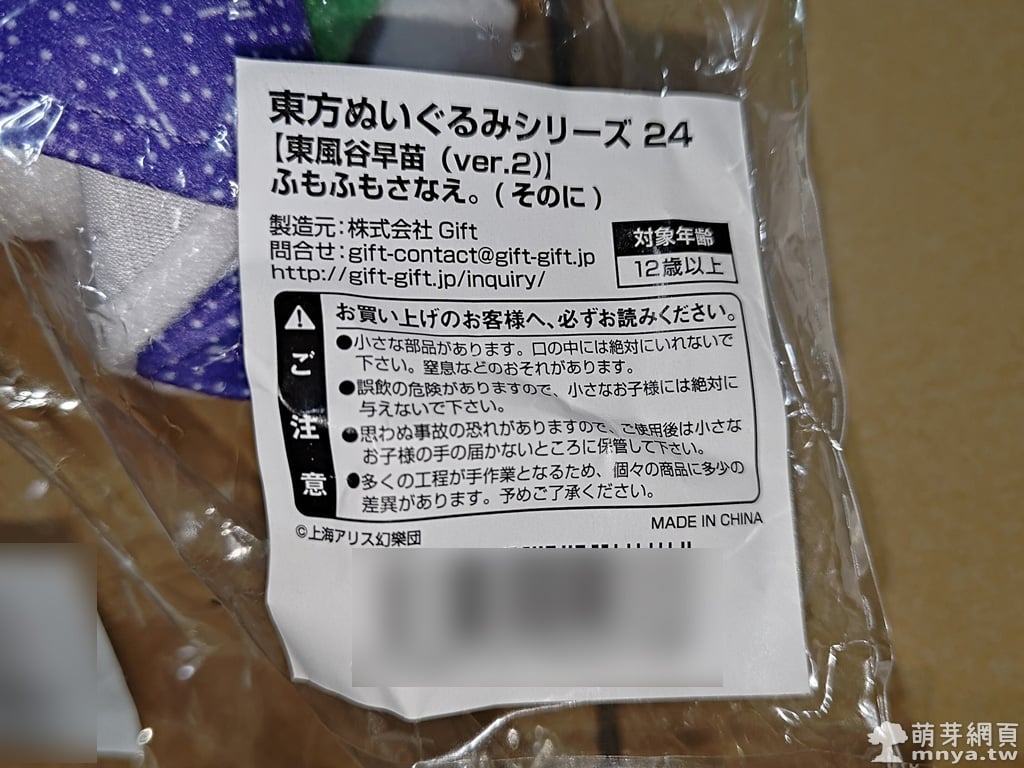 東方ぬいぐるみシリーズ 24
【東風谷早苗 (ver.2)】
ふもふもさなえ。(そのに)
製造元:株式会社 Gift
問合せ:gift-contact@gift-gift.jp
http://gift-gift.jp/inquiry/
対象年齢
12歳以上
ご注意
お買い上げのお客様へ、必ずお読みください。
●小さな部品があります。口の中には絶対にいれないで
下さい。窒息などのおそれがあります。
●誤飲の危険がありますので、小さなお子様には絶対に
与えないで下さい。
●思わぬ事故の恐れがありますので、ご使用後は小さな
お子様の手の届かないところに保管して下さい。
●多くの工程が手作業となるため、個々の商品に多少の
差異があります。予めご了承ください。
©上海アリス幻樂団
MADE IN CHINA
萌芽網頁
mnya.tw